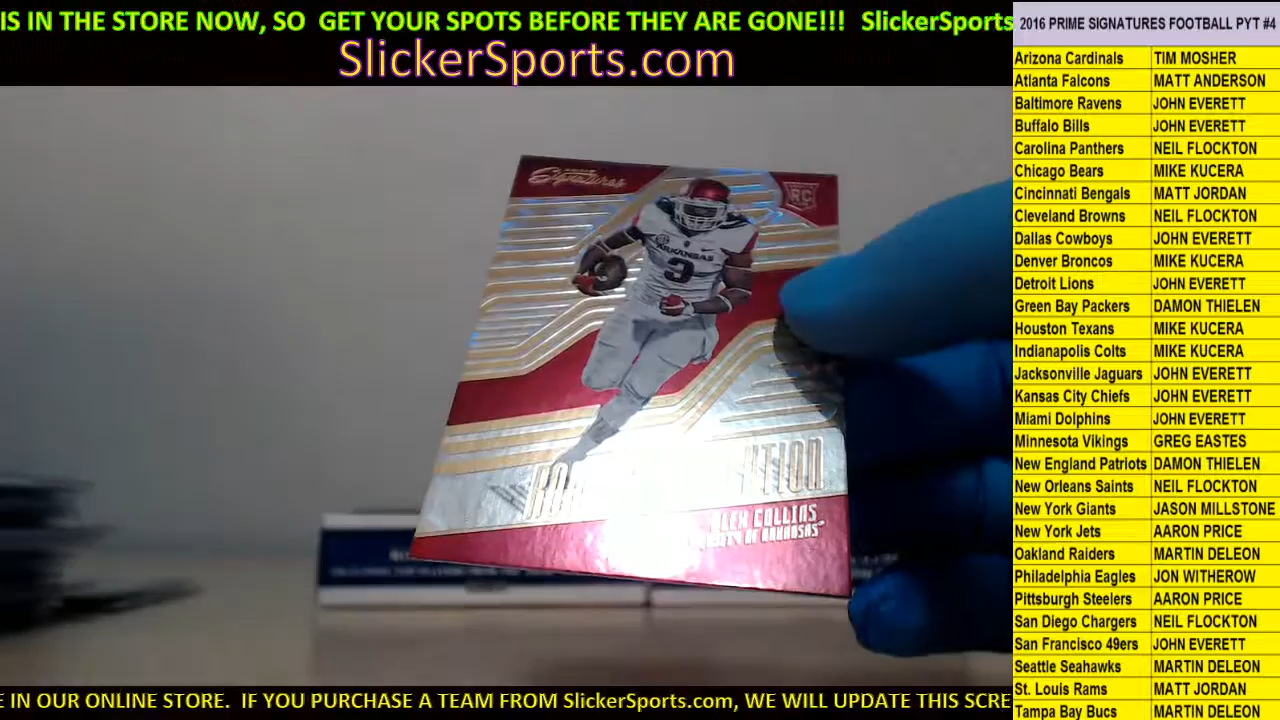 IS IN THE STORE NOW, SO GET YOUR SPOTS BEFORE THEY ARE GONE!!! SlickerSports
SlickerSports.com
2016 PRIME SIGNATURES FOOTBALL PYT #4
Arizona Cardinals TIM MOSHER
Atlanta Falcons MATT ANDERSON
Baltimore Ravens JOHN EVERETT
Buffalo Bills JOHN EVERETT
Carolina Panthers NEIL FLOCKTON
Chicago Bears MIKE KUCERA
Cincinnati Bengals MATT JORDAN
Cleveland Browns NEIL FLOCKTON
Dallas Cowboys JOHN EVERETT
Denver Broncos MIKE KUCERA
Detroit Lions JOHN EVERETT
Green Bay Packers DAMON THIELEN
Houston Texans MIKE KUCERA
Indianapolis Colts MIKE KUCERA
Jacksonville Jaguars JOHN EVERETT
Kansas City Chiefs JOHN EVERETT
Miami Dolphins JOHN EVERETT
Minnesota Vikings GREG EASTES
New England Patriots DAMON THIELEN
New Orleans Saints NEIL FLOCKTON
New York Giants JASON MILLSTONE
New York Jets AARON PRICE
Oakland Raiders MARTIN DELEON
Philadelphia Eagles JON WITHEROW
Pittsburgh Steelers AARON PRICE
San Diego Chargers NEIL FLOCKTON
San Francisco 49ers JOHN EVERETT
Seattle Seahawks MARTIN DELEON
St. Louis Rams MATT JORDAN
Tampa Bay Bucs MARTIN DELEON
Signatures
RC
ARKANSAS
3
ALEX COLLINS
OF ARKANSAS
E IN OUR ONLINE STORE. IF YOU PURCHASE A TEAM FROM SlickerSports.com, WE WILL UPDATE THIS SCRE